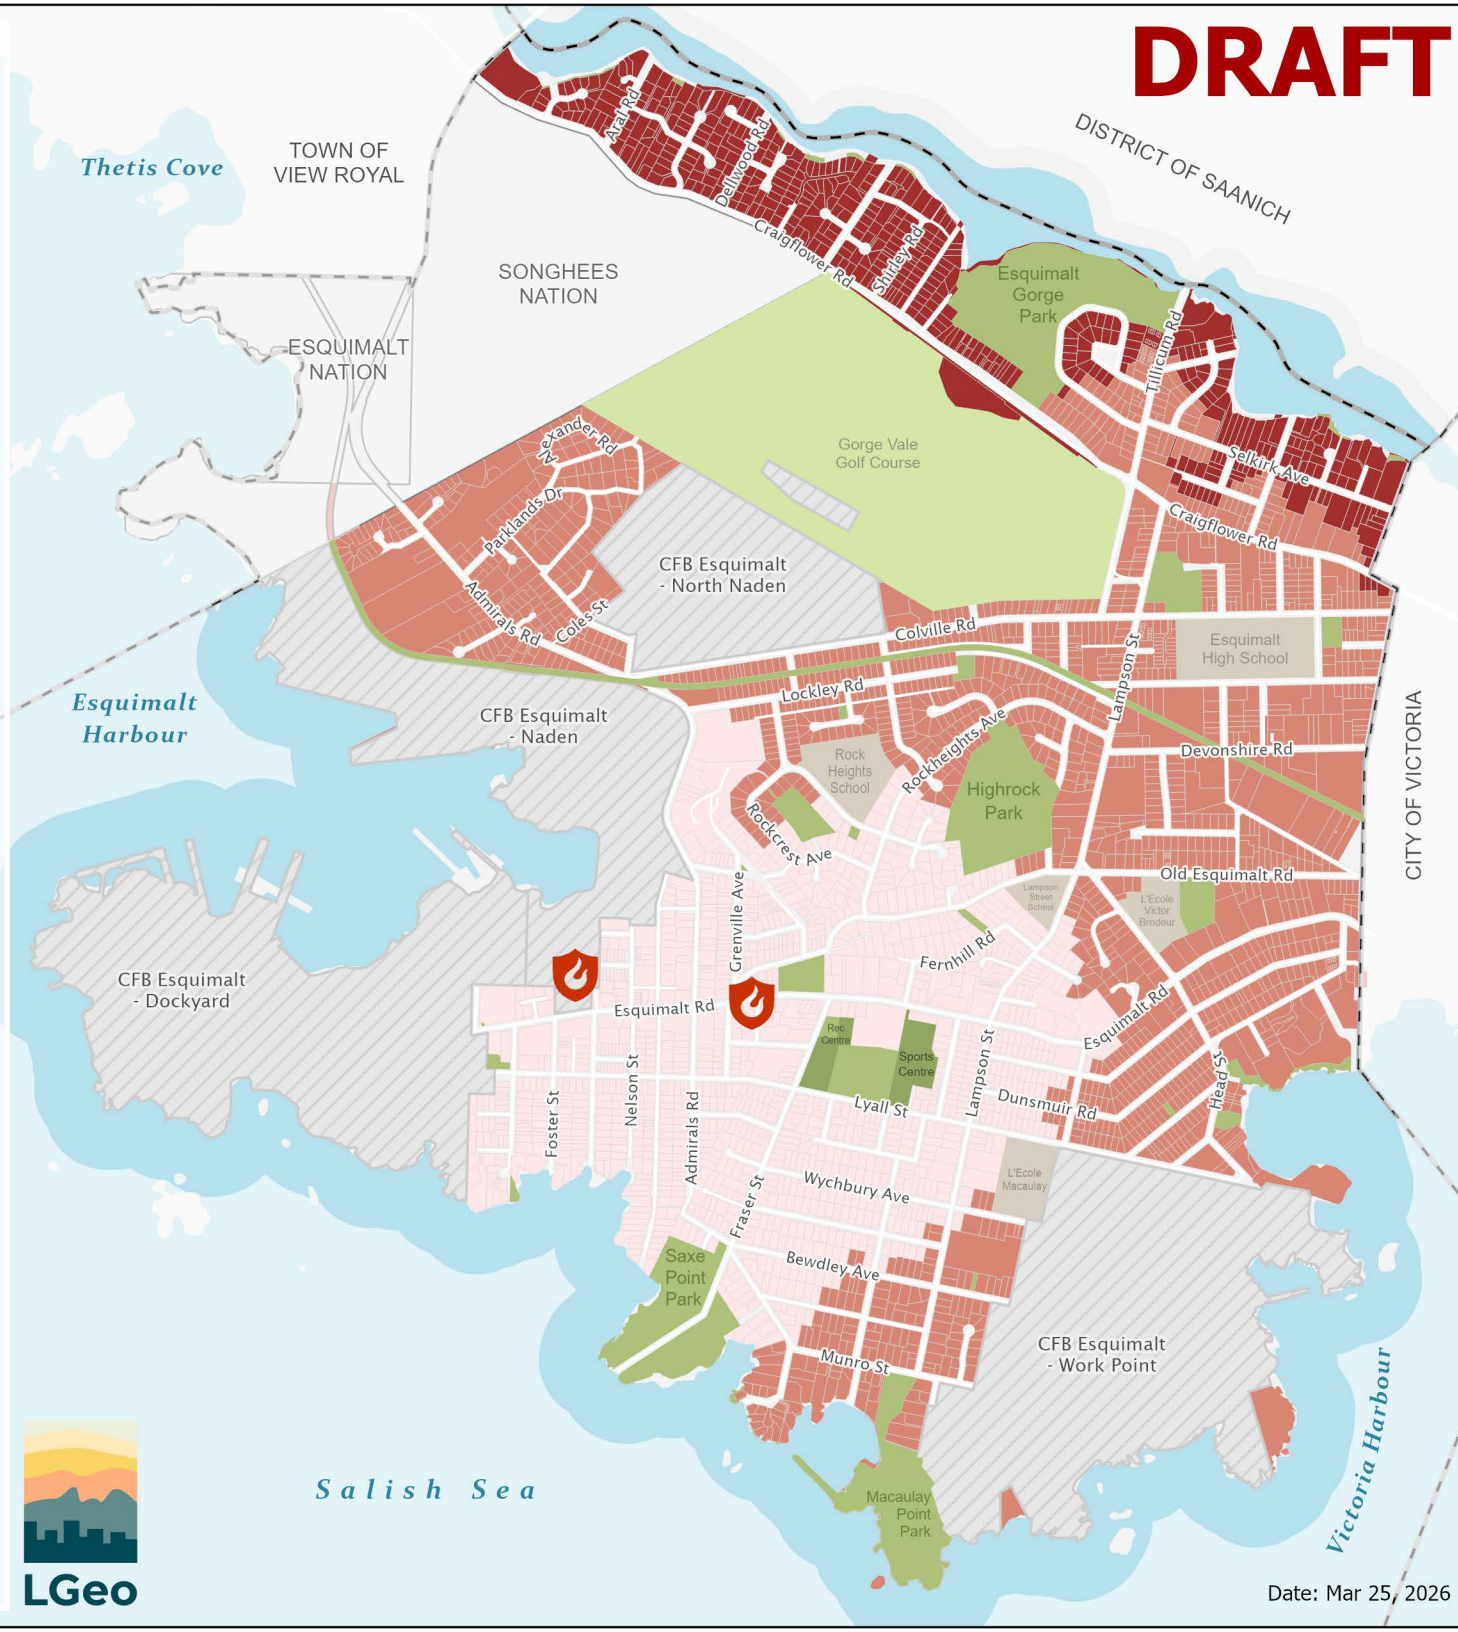 DRAFT
DISTRICT OF SAANICH
Thetis Cove
TOWN OF
VIEW ROYAL
Aral Rd
Dellwood Rd
Craigflower Rd
Shirley Rd
SONGHEES
NATION
Esquimalt
Gorge
Park
Tillicum Rd
ESQUIMALT
NATION
Alexander Rd
Gorge Vale
Golf Course
Selkirk Ave
Parklands Dr
Craigflower Rd
CFB Esquimalt
- North Naden
Admirals Rd
Coles St
Colville Rd
Esquimalt
High School
Lampson St
Lockley Rd
Esquimalt
Harbour
CFB Esquimalt
- Naden
Rockheights Ave
Devonshire Rd
CITY OF VICTORIA
Rock
Heights
School
Highrock
Park
Rockcrest Ave
Old Esquimalt Rd
Lampson
Street
School
L'Ecole
Victor
Brodeur
Grenville Ave
Fernhill Rd
CFB Esquimalt
- Dockyard
Esquimalt Rd
Esquimalt Rd
Rec
Centre
Sports
Centre
Lampson St
Head St
Nelson St
Foster St
Admirals Rd
Lyall St
Dunsmuir Rd
L'Ecole
Macaulay
Wychbury Ave
Fraser St
Saxe
Point
Park
Bewdley Ave
CFB Esquimalt
- Work Point
Munro St
Victoria Harbour
Salish Sea
Macaulay
Point
Park
LGeo
Date: Mar 25, 2026